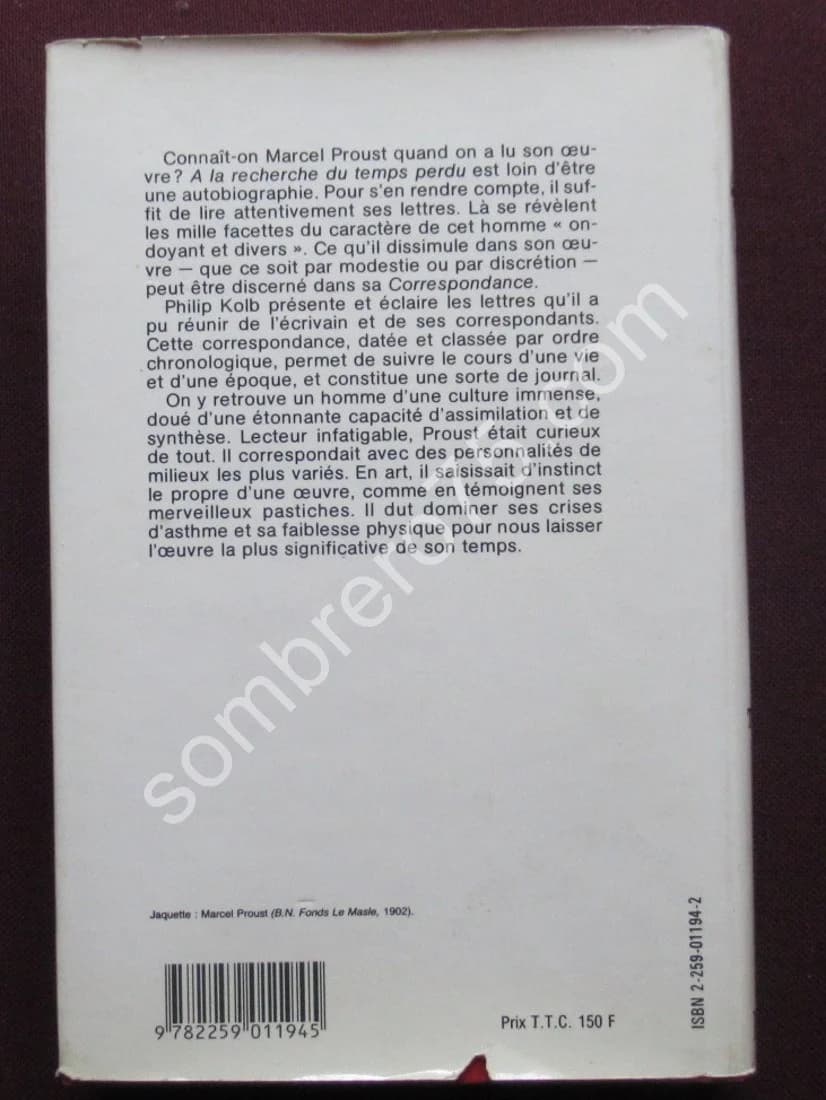 Connaît-on Marcel Proust quand on a lu son œu-
vre ? A la recherche du temps perdu est loin d'être
une autobiographie. Pour s'en rendre compte, il suf-
fit de lire attentivement ses lettres. Là se révèlent
les mille facettes du caractère de cet homme « on-
doyant et divers ». Ce qu'il dissimule dans son œu-
vre — que ce soit par modestie ou par discrétion —
peut être discerné dans sa Correspondance.
Philip Kolb présente et éclaire les lettres qu'il a
pu réunir de l'écrivain et de ses correspondants.
Cette correspondance, datée et classée par ordre
chronologique, permet de suivre le cours d'une vie
et d'une époque, et constitue une sorte de journal.
On y retrouve un homme d'une culture immense,
doué d'une étonnante capacité d'assimilation et de
synthèse. Lecteur infatigable, Proust était curieux
de tout. Il correspondait avec des personnalités de
milieux les plus variés. En art, il saisissait d'instinct
le propre d'une œuvre, comme en témoignent ses
merveilleux pastiches. Il dut dominer ses crises
d'asthme et sa faiblesse physique pour nous laisser
l'œuvre la plus significative de son temps.
sombrero75.com
Jaquette : Marcel Proust (B.N. Fonds Le Masle, 1902).
9 782259 011945
Prix T.T.C. 150 F
ISBN 2-259-01194-2